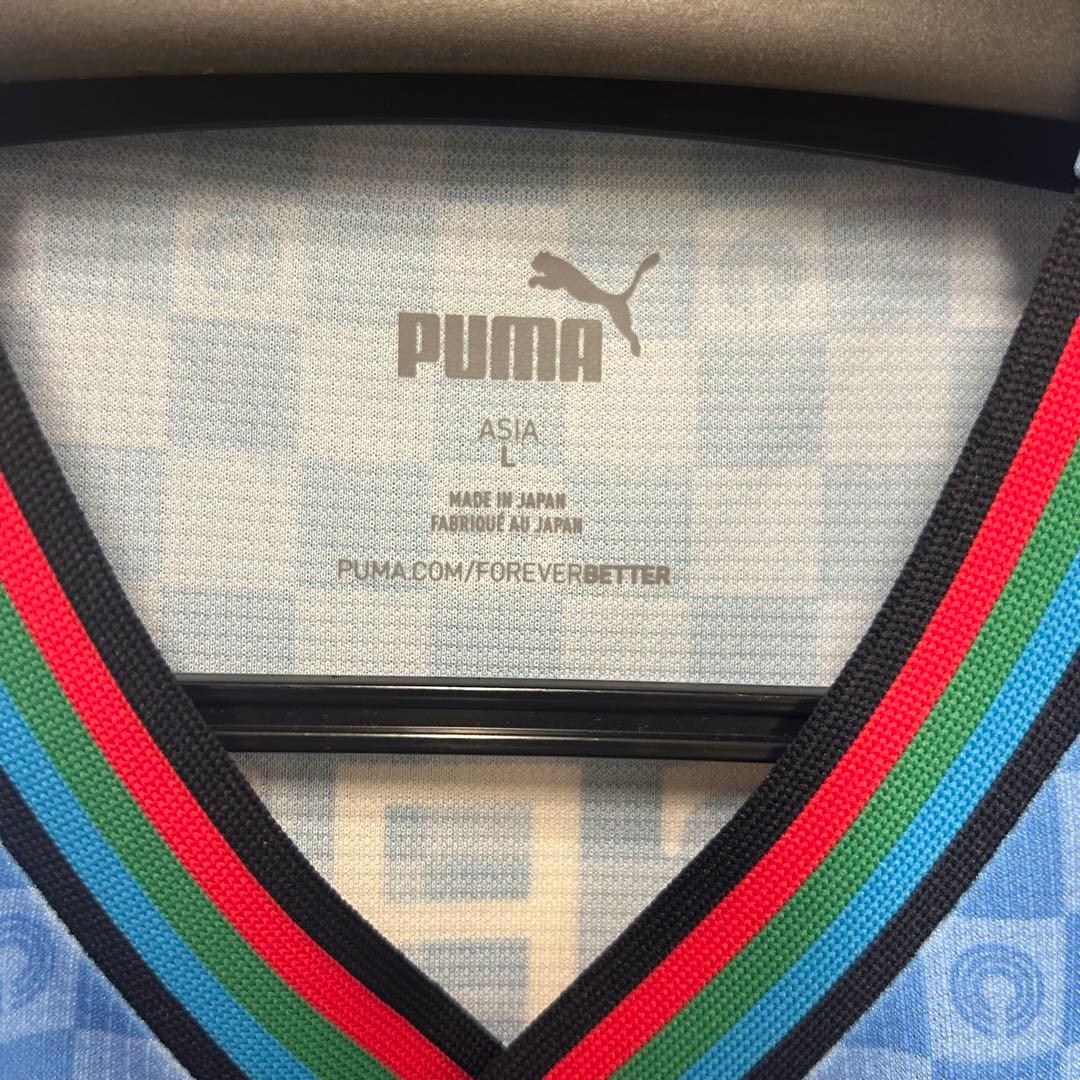 PUMA
ASIA
L
MADE IN JAPAN
FABRIQUÉ AU JAPAN
PUMA.COM/FOREVERBETTER